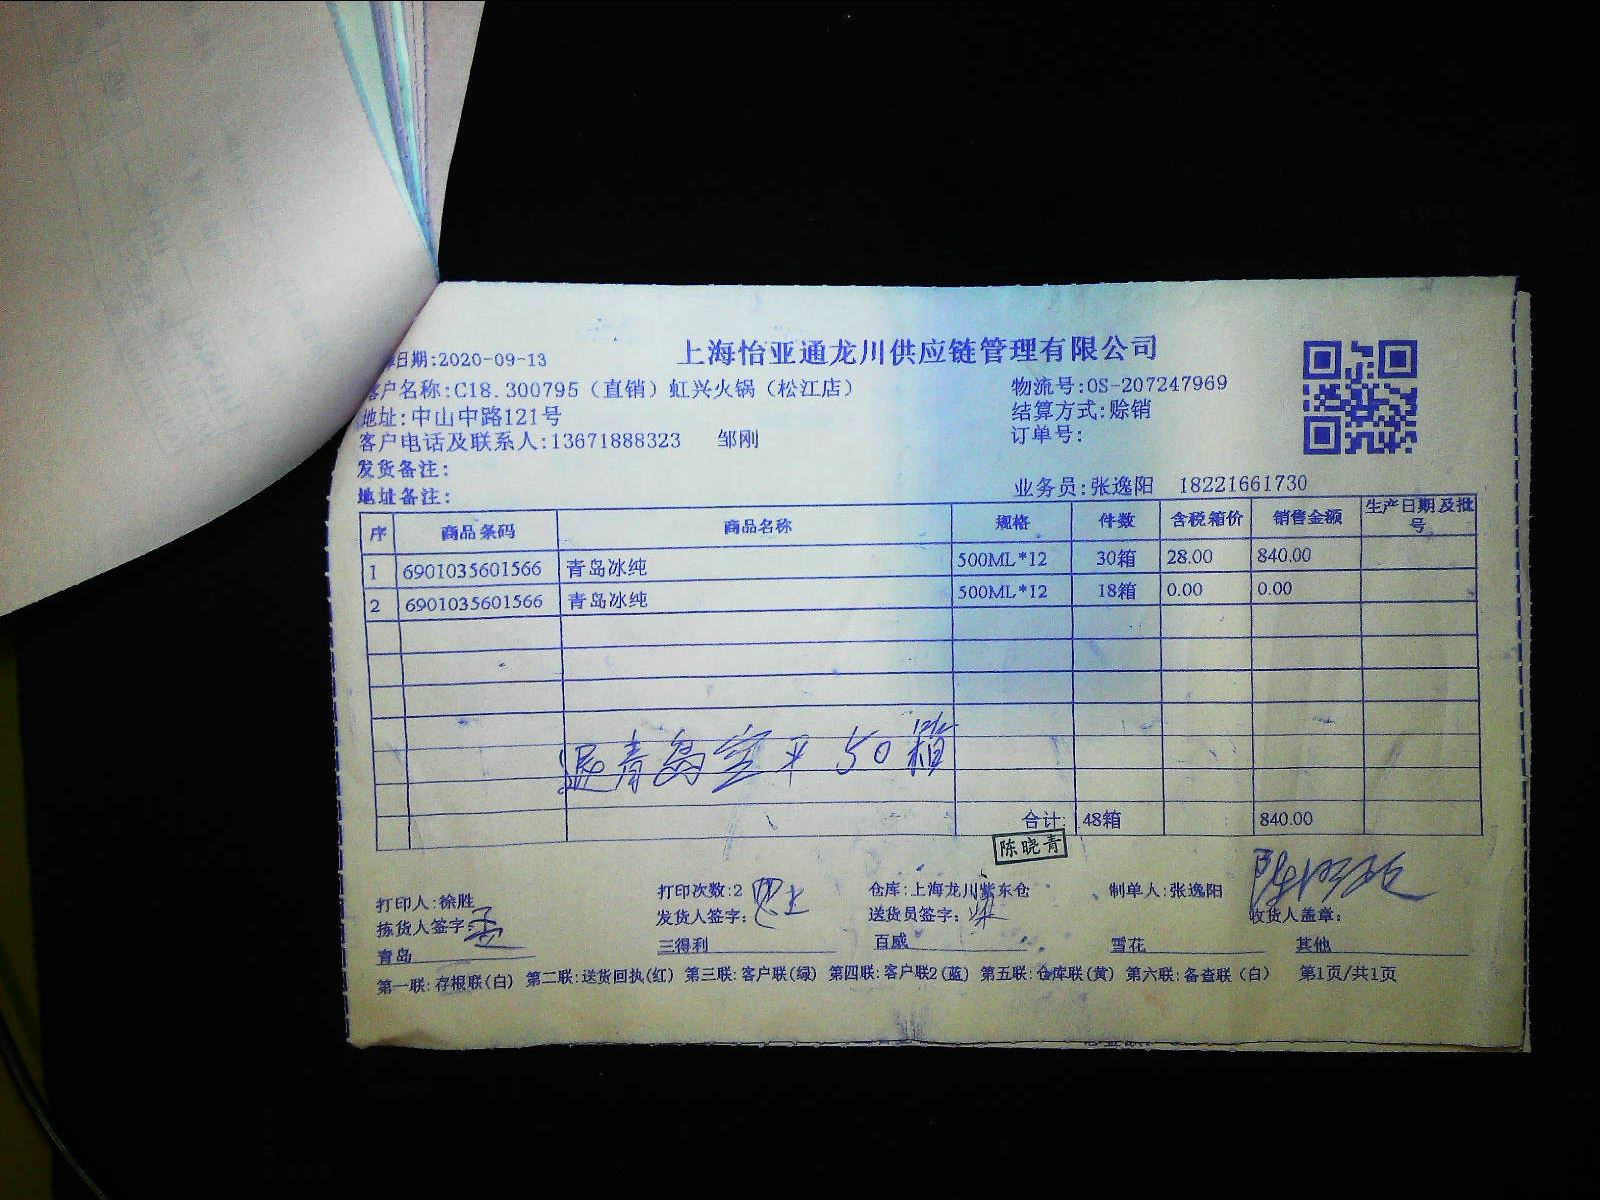 上海怡亚通龙川供应链管理有限公司
日期:2020-09-13
客户名称:C18.300795（直销）虹兴火锅（松江店）
物流号:OS-207247969
地址:中山中路121号
结算方式:赊销
客户电话及联系人:13671888323 邹刚
订单号:
发货备注:
地址备注:
业务员:张逸阳 18221661730
序 商品条码 商品名称 规格 件数 含税箱价 销售金额 生产日期及批号
1 6901035601566 青岛冰纯 500ML*12 30箱 28.00 840.00
2 6901035601566 青岛冰纯 500ML*12 18箱 0.00 0.00
退青岛空平50箱
合计: 48箱 840.00
陈晓青
打印人:徐胜 打印次数:2 仓库:上海龙川紫东仓 制单人:张逸阳
拣货人签字: 发货人签字: 送货员签字: 收货人盖章:
青岛 三得利 百威 雪花 其他
第一联:存根联(白) 第二联:送货回执(红) 第三联:客户联(绿) 第四联:客户联2(蓝) 第五联:仓库联(黄) 第六联:备查联(白) 第1页/共1页